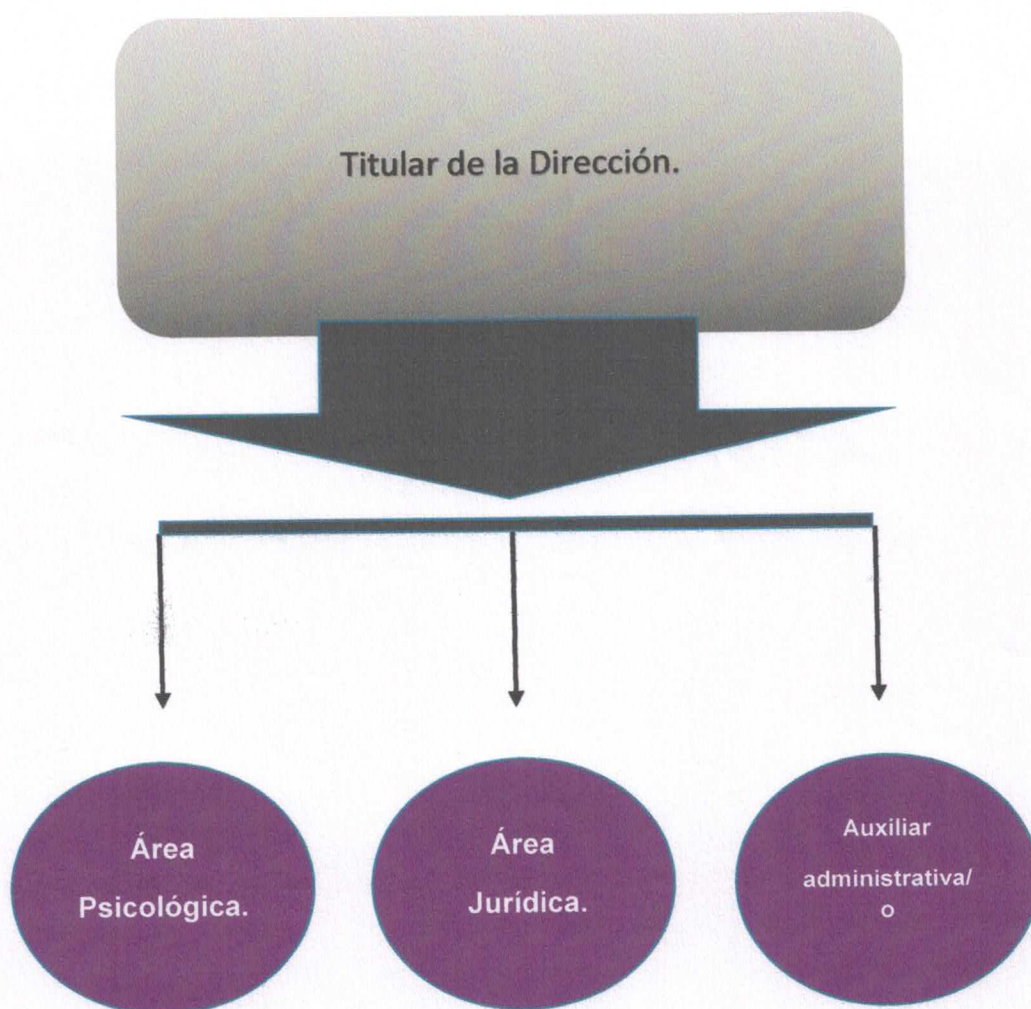 Titular de la Dirección.
Área
Psicológica.
Área
Jurídica.
Auxiliar
administrativa/
o